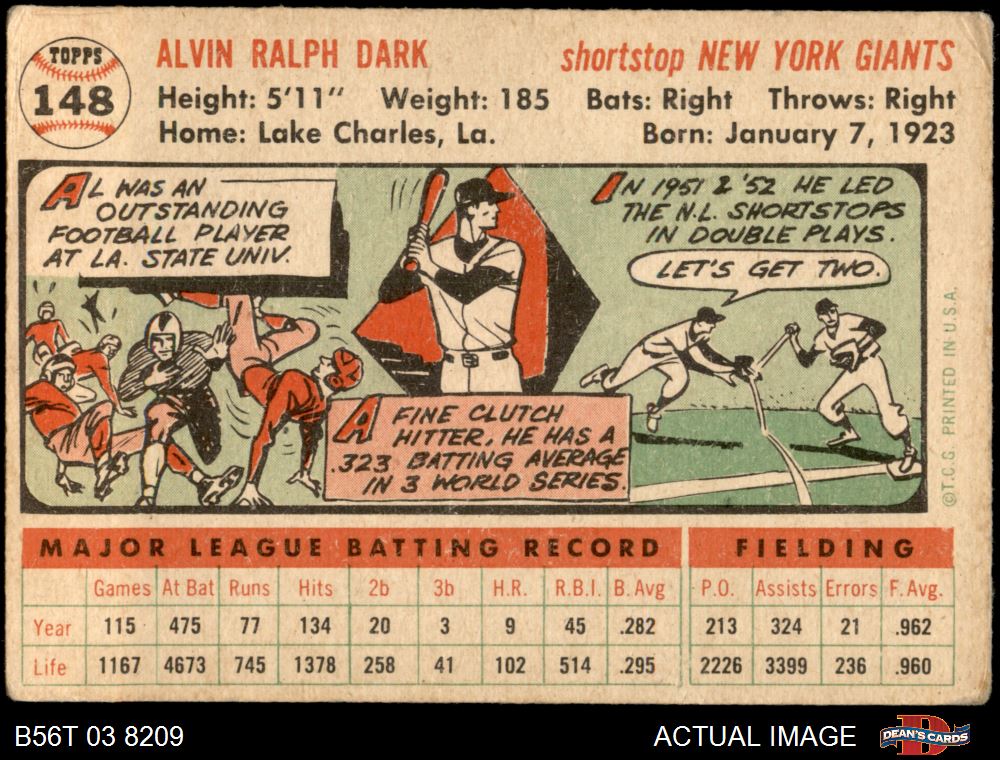 TOPPS
148
ALVIN RALPH DARK
shortstop NEW YORK GIANTS
Height: 5'11" Weight: 185 Bats: Right Throws: Right
Home: Lake Charles, La. Born: January 7, 1923
AL WAS AN
OUTSTANDING
FOOTBALL PLAYER
AT LA. STATE UNIV.
IN 1951 & '52 HE LED
THE N.L. SHORTSTOPS
IN DOUBLE PLAYS.
LET'S GET TWO.
A FINE CLUTCH
HITTER, HE HAS A
.323 BATTING AVERAGE
IN 3 WORLD SERIES.
©T.C.G. PRINTED IN U.S.A.
MAJOR LEAGUE BATTING RECORD FIELDING
Games At Bat Runs Hits 2b 3b H.R. R.B.I. B. Avg P.O. Assists Errors F. Avg.
Year 115 475 77 134 20 3 9 45 .282 213 324 21 .962
Life 1167 4673 745 1378 258 41 102 514 .295 2226 3399 236 .960
B56T 03 8209
ACTUAL IMAGE
D
DEAN'S CARDS